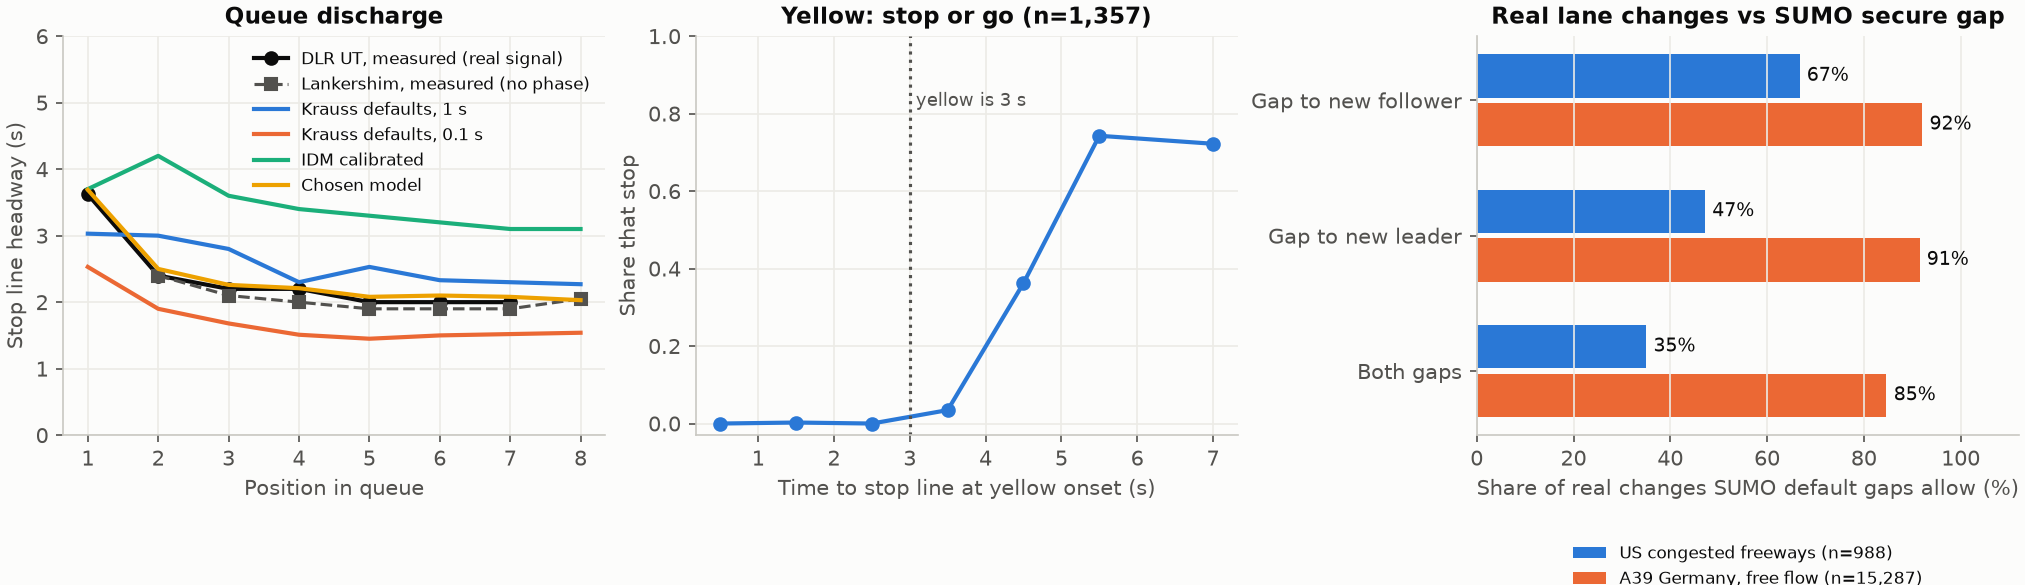 Queue discharge
6
5
4
3
2
1
0
Stop line headway (s)
DLR UT, measured (real signal)
Lankershim, measured (no phase)
Krauss defaults, 1 s
Krauss defaults, 0.1 s
IDM calibrated
Chosen model
1 2 3 4 5 6 7 8
Position in queue
Yellow: stop or go (n=1,357)
1.0
0.8
0.6
0.4
0.2
0.0
Share that stop
yellow is 3 s
1 2 3 4 5 6 7
Time to stop line at yellow onset (s)
Real lane changes vs SUMO secure gap
Gap to new follower
67%
92%
Gap to new leader
47%
91%
Both gaps
35%
85%
0 20 40 60 80 100
Share of real changes SUMO default gaps allow (%)
US congested freeways (n=988)
A39 Germany, free flow (n=15,287)